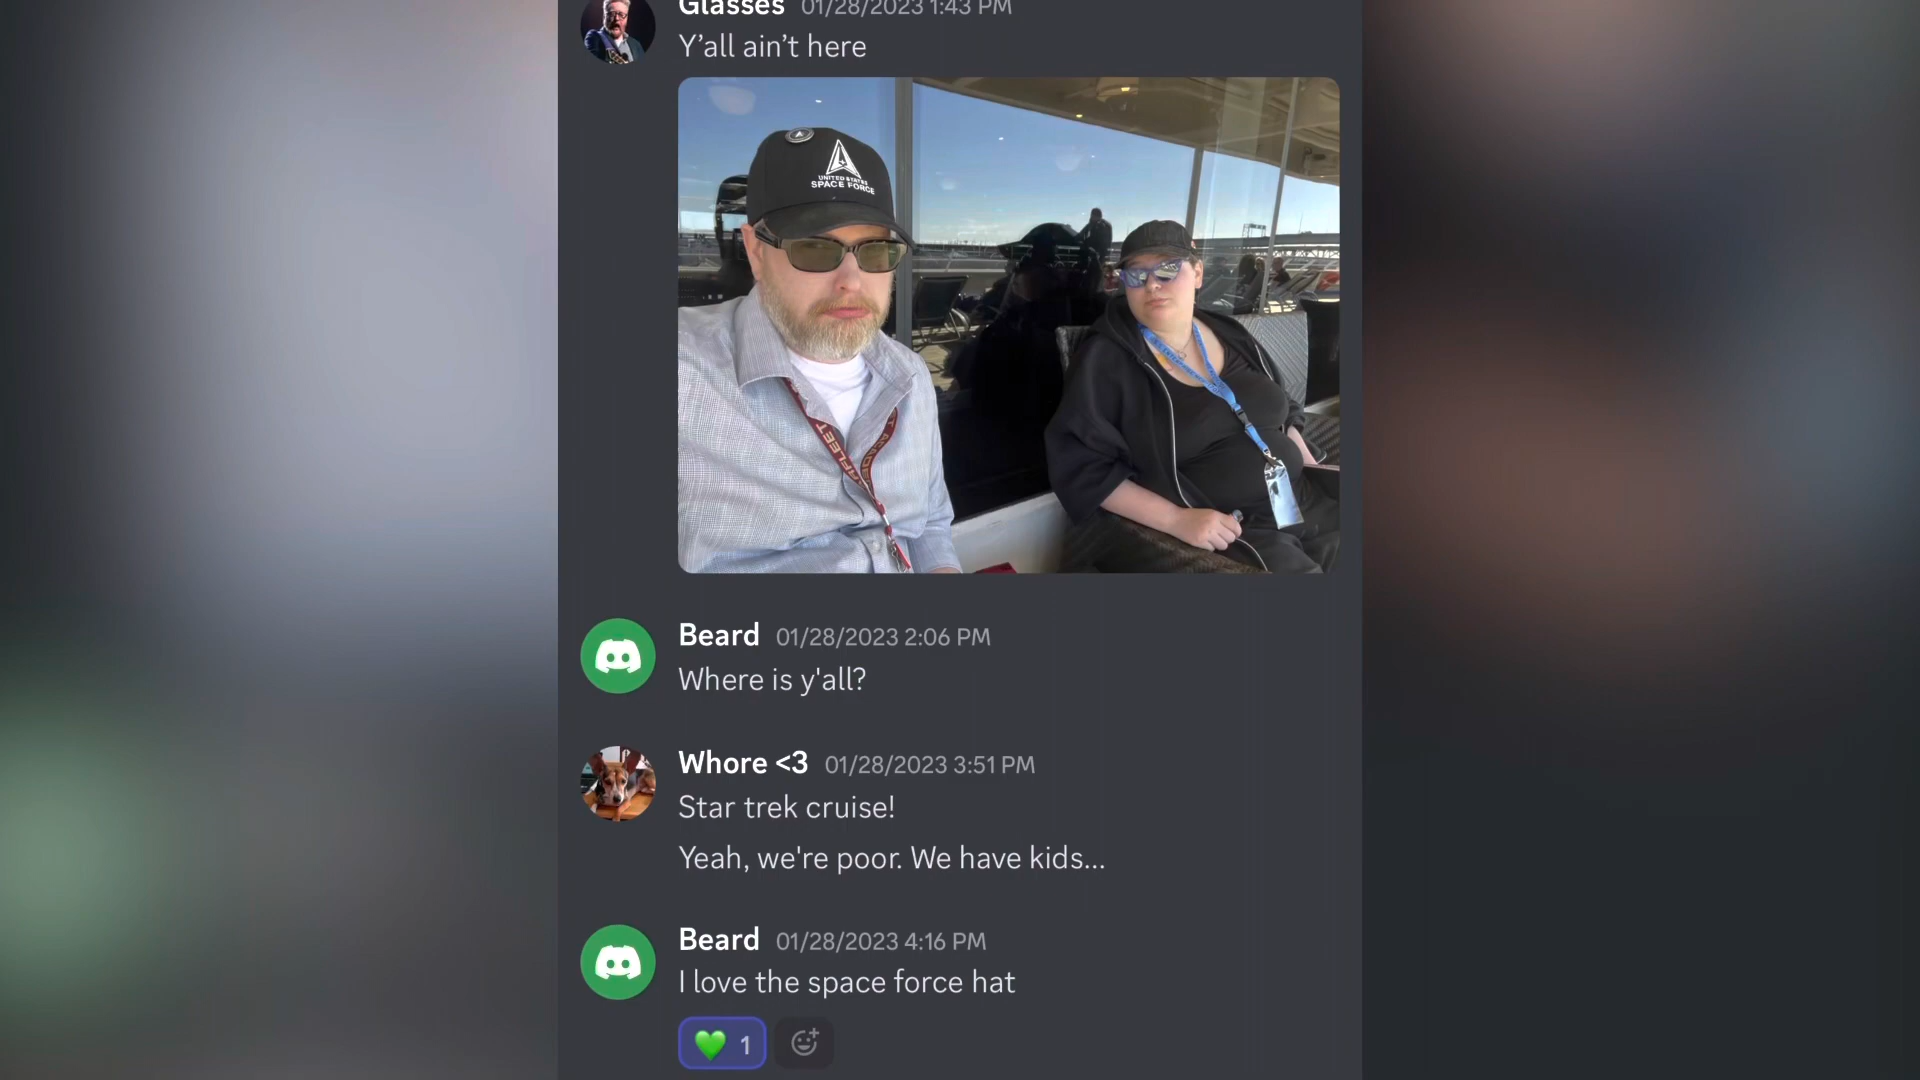 Glasses 01/28/2023 1:43 PM
Y’all ain’t here
UNITED STATES
SPACE FORCE
Beard 01/28/2023 2:06 PM
Where is y'all?
Whore <3 01/28/2023 3:51 PM
Star trek cruise!
Yeah, we're poor. We have kids...
Beard 01/28/2023 4:16 PM
I love the space force hat
1